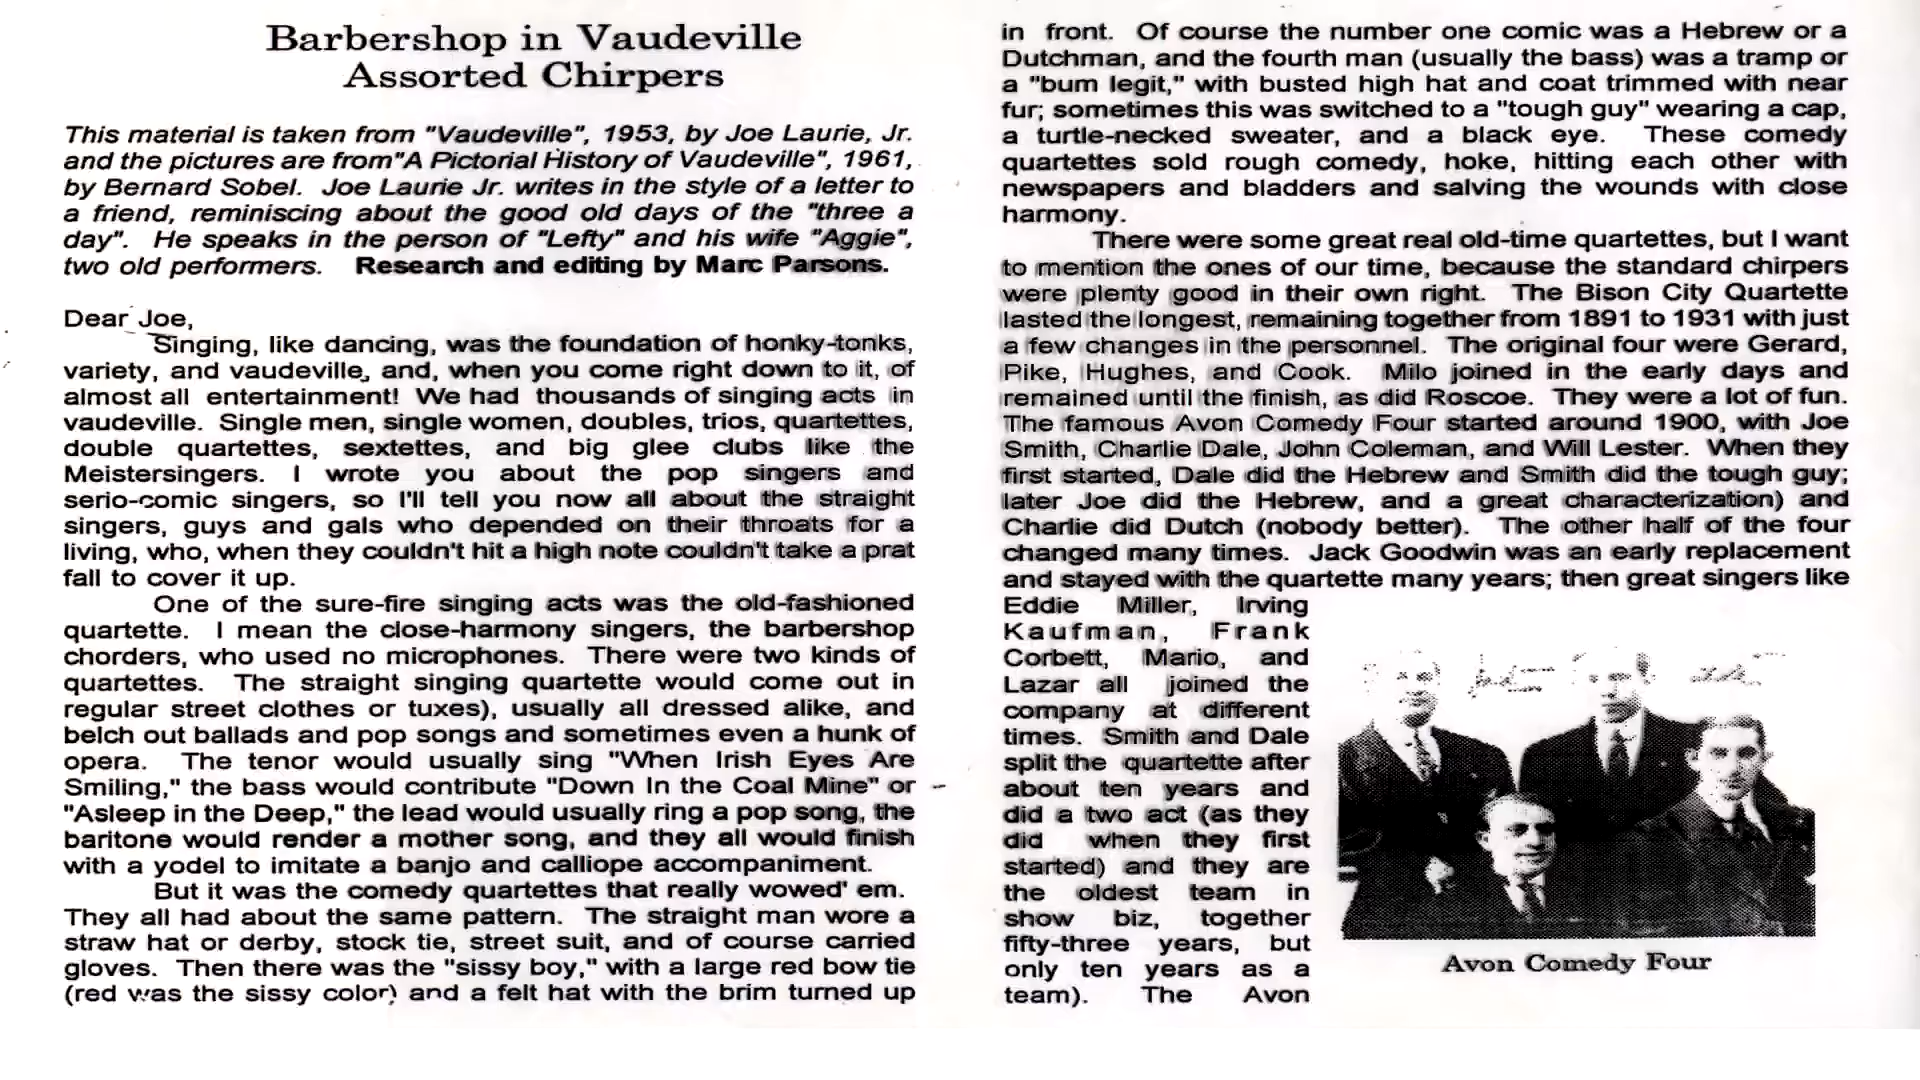 Barbershop in Vaudeville
Assorted Chirpers
This material is taken from "Vaudeville", 1953, by Joe Laurie, Jr.
and the pictures are from"A Pictorial History of Vaudeville", 1961,
by Bernard Sobel. Joe Laurie Jr. writes in the style of a letter to
a friend, reminiscing about the good old days of the "three a
day". He speaks in the person of "Lefty" and his wife "Aggie",
two old performers. Research and editing by Marc Parsons.
Dear Joe,
Singing, like dancing, was the foundation of honky-tonks,
variety, and vaudeville, and, when you come right down to it, of
almost all entertainment! We had thousands of singing acts in
vaudeville. Single men, single women, doubles, trios, quartettes,
double quartettes, sextettes, and big glee clubs like the
Meistersingers. I wrote you about the pop singers and
serio-comic singers, so I'll tell you now all about the straight
singers, guys and gals who depended on their throats for a
living, who, when they couldn't hit a high note couldn't take a prat
fall to cover it up.
One of the sure-fire singing acts was the old-fashioned
quartette. I mean the close-harmony singers, the barbershop
chorders, who used no microphones. There were two kinds of
quartettes. The straight singing quartette would come out in
regular street clothes or tuxes), usually all dressed alike, and
belch out ballads and pop songs and sometimes even a hunk of
opera. The tenor would usually sing "When Irish Eyes Are
Smiling," the bass would contribute "Down In the Coal Mine" or
"Asleep in the Deep," the lead would usually ring a pop song, the
baritone would render a mother song, and they all would finish
with a yodel to imitate a banjo and calliope accompaniment.
But it was the comedy quartettes that really wowed' em.
They all had about the same pattern. The straight man wore a
straw hat or derby, stock tie, street suit, and of course carried
gloves. Then there was the "sissy boy," with a large red bow tie
(red was the sissy color) and a felt hat with the brim turned up
in front. Of course the number one comic was a Hebrew or a
Dutchman, and the fourth man (usually the bass) was a tramp or
a "bum legit," with busted high hat and coat trimmed with near
fur; sometimes this was switched to a "tough guy" wearing a cap,
a turtle-necked sweater, and a black eye. These comedy
quartettes sold rough comedy, hoke, hitting each other with
newspapers and bladders and salving the wounds with close
harmony.
There were some great real old-time quartettes, but I want
to mention the ones of our time, because the standard chirpers
were plenty good in their own right. The Bison City Quartette
lasted the longest, remaining together from 1891 to 1931 with just
a few changes in the personnel. The original four were Gerard,
Pike, Hughes, and Cook. Milo joined in the early days and
remained until the finish, as did Roscoe. They were a lot of fun.
The famous Avon Comedy Four started around 1900, with Joe
Smith, Charlie Dale, John Coleman, and Will Lester. When they
first started, Dale did the Hebrew and Smith did the tough guy;
later Joe did the Hebrew, and a great characterization) and
Charlie did Dutch (nobody better). The other half of the four
changed many times. Jack Goodwin was an early replacement
and stayed with the quartette many years; then great singers like
Eddie Miller, Irving
Kaufman, Frank
Corbett, Mario, and
Lazar all joined the
company at different
times. Smith and Dale
split the quartette after
about ten years and
did a two act (as they
did when they first
started) and they are
the oldest team in
show biz, together
fifty-three years, but
only ten years as a
team). The Avon
Avon Comedy Four